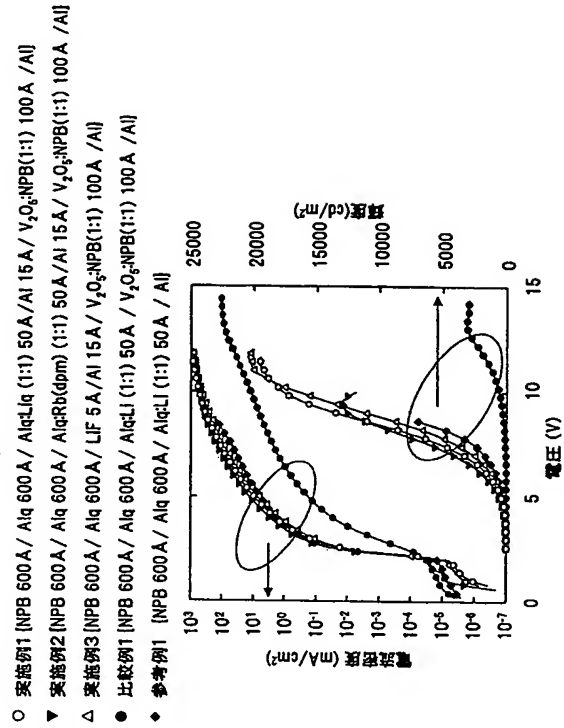 ○ 実施例1 [NPB 600Å/ Alq 600Å/ Alq:Liq (1:1) 50Å/Al 15Å/ V₂O₅:NPB(1:1) 100Å /Al]
▼ 実施例2 [NPB 600Å/ Alq 600Å/ Alq:Rb(dpm) (1:1) 50Å/Al 15Å/ V₂O₅:NPB(1:1) 100Å /Al]
△ 実施例3 [NPB 600Å/ Alq 600Å/ LiF 5Å/Al 15Å/ V₂O₅:NPB(1:1) 100Å /Al]
● 比較例1 [NPB 600Å/ Alq 600Å/ Alq:Li (1:1) 50Å / V₂O₅:NPB(1:1) 100Å /Al]
◆ 参考例1 [NPB 600Å/ Alq 600Å/ Alq:Li (1:1) 50Å / Al]
電流密度 (mA/cm²)
10³
10²
10¹
10⁰
10⁻¹
10⁻²
10⁻³
10⁻⁴
10⁻⁵
10⁻⁶
10⁻⁷
輝度(cd/m²)
25000
20000
15000
10000
5000
0
0 5 10 15
電圧 (V)